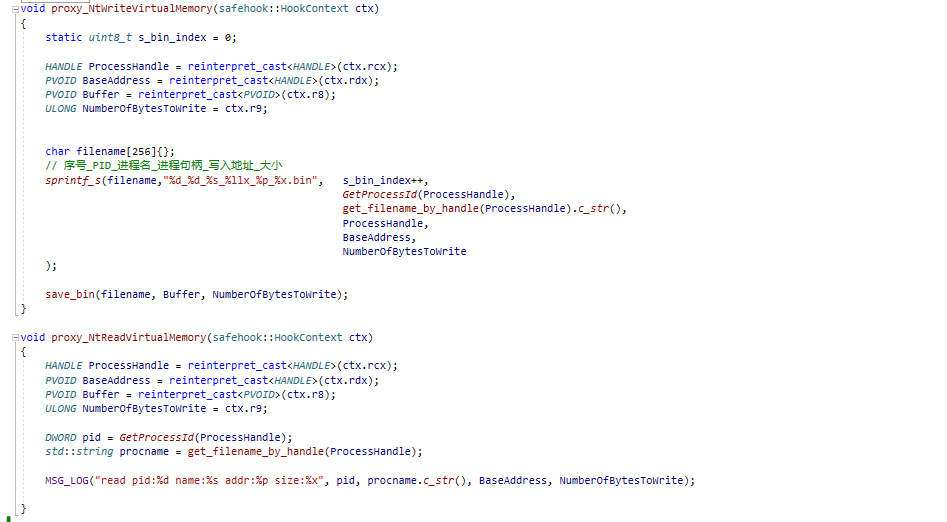 void proxy_NtWriteVirtualMemory(safehook::HookContext ctx)
{
static uint8_t s_bin_index = 0;
HANDLE ProcessHandle = reinterpret_cast<HANDLE>(ctx.rcx);
PVOID BaseAddress = reinterpret_cast<HANDLE>(ctx.rdx);
PVOID Buffer = reinterpret_cast<PVOID>(ctx.r8);
ULONG NumberOfBytesToWrite = ctx.r9;
char filename[256]{};
// 序号_PID_进程名_进程句柄_写入地址_大小
sprintf_s(filename,"%d_%d_%s_%llx_%p_%x.bin", s_bin_index++,
GetProcessId(ProcessHandle),
get_filename_by_handle(ProcessHandle).c_str(),
ProcessHandle,
BaseAddress,
NumberOfBytesToWrite
);
save_bin(filename, Buffer, NumberOfBytesToWrite);
}
void proxy_NtReadVirtualMemory(safehook::HookContext ctx)
{
HANDLE ProcessHandle = reinterpret_cast<HANDLE>(ctx.rcx);
PVOID BaseAddress = reinterpret_cast<HANDLE>(ctx.rdx);
PVOID Buffer = reinterpret_cast<PVOID>(ctx.r8);
ULONG NumberOfBytesToWrite = ctx.r9;
DWORD pid = GetProcessId(ProcessHandle);
std::string procname = get_filename_by_handle(ProcessHandle);
MSG_LOG("read pid:%d name:%s addr:%p size:%x", pid, procname.c_str(), BaseAddress, NumberOfBytesToWrite);
}